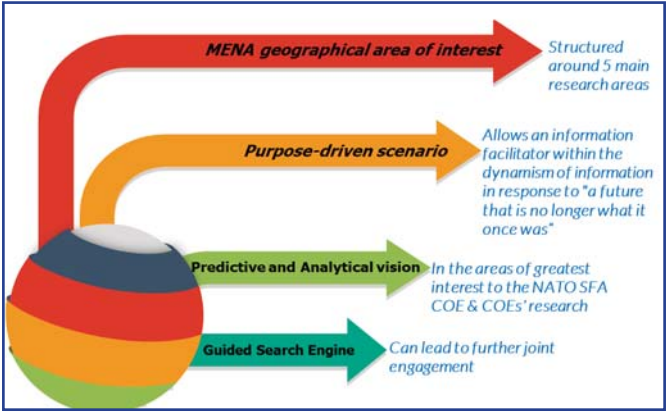 MENA geographical area of interest
Structured
around 5 main
research areas
Purpose-driven scenario
Allows an information
facilitator within the
dynamism of information
in response to "a future
that is no longer what it
once was"
Predictive and Analytical vision
In the areas of greatest
interest to the NATO SFA
COE & COEs' research
Guided Search Engine
Can lead to further joint
engagement